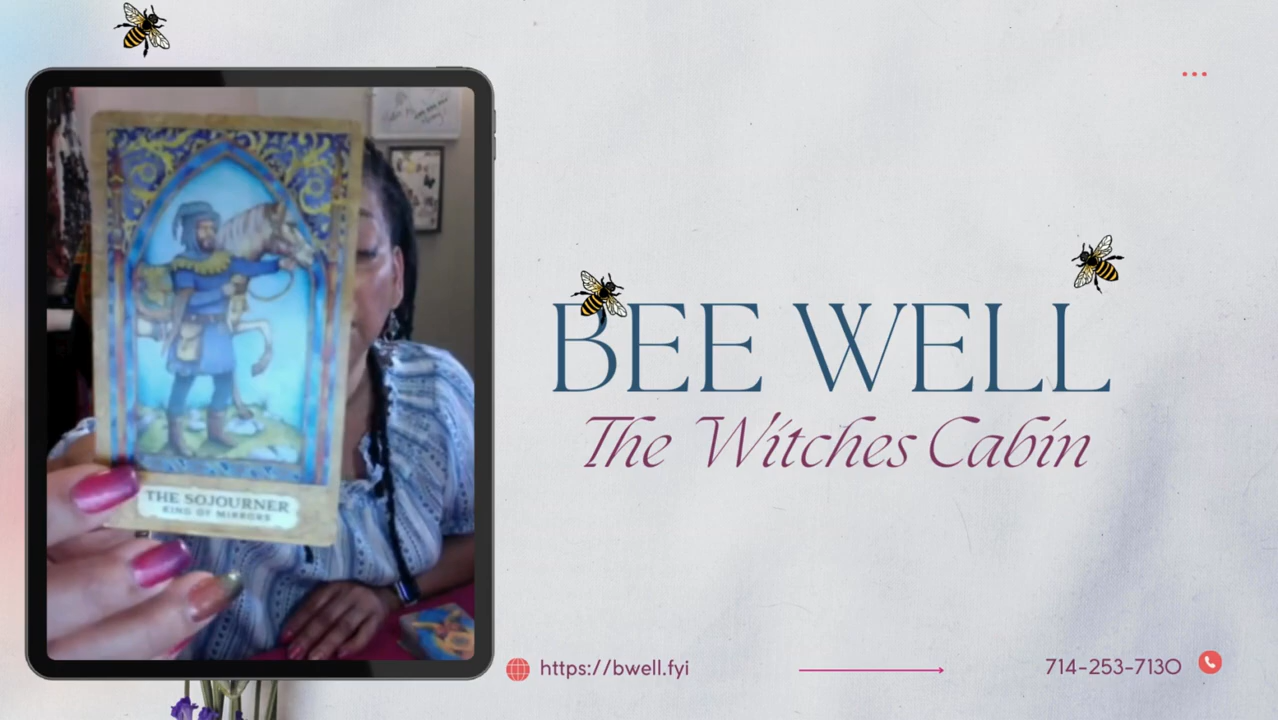 THE SOJOURNER
KING OF MIRRORS
BEE WELL
The Witches Cabin
https://bwell.fyi
714-253-7130